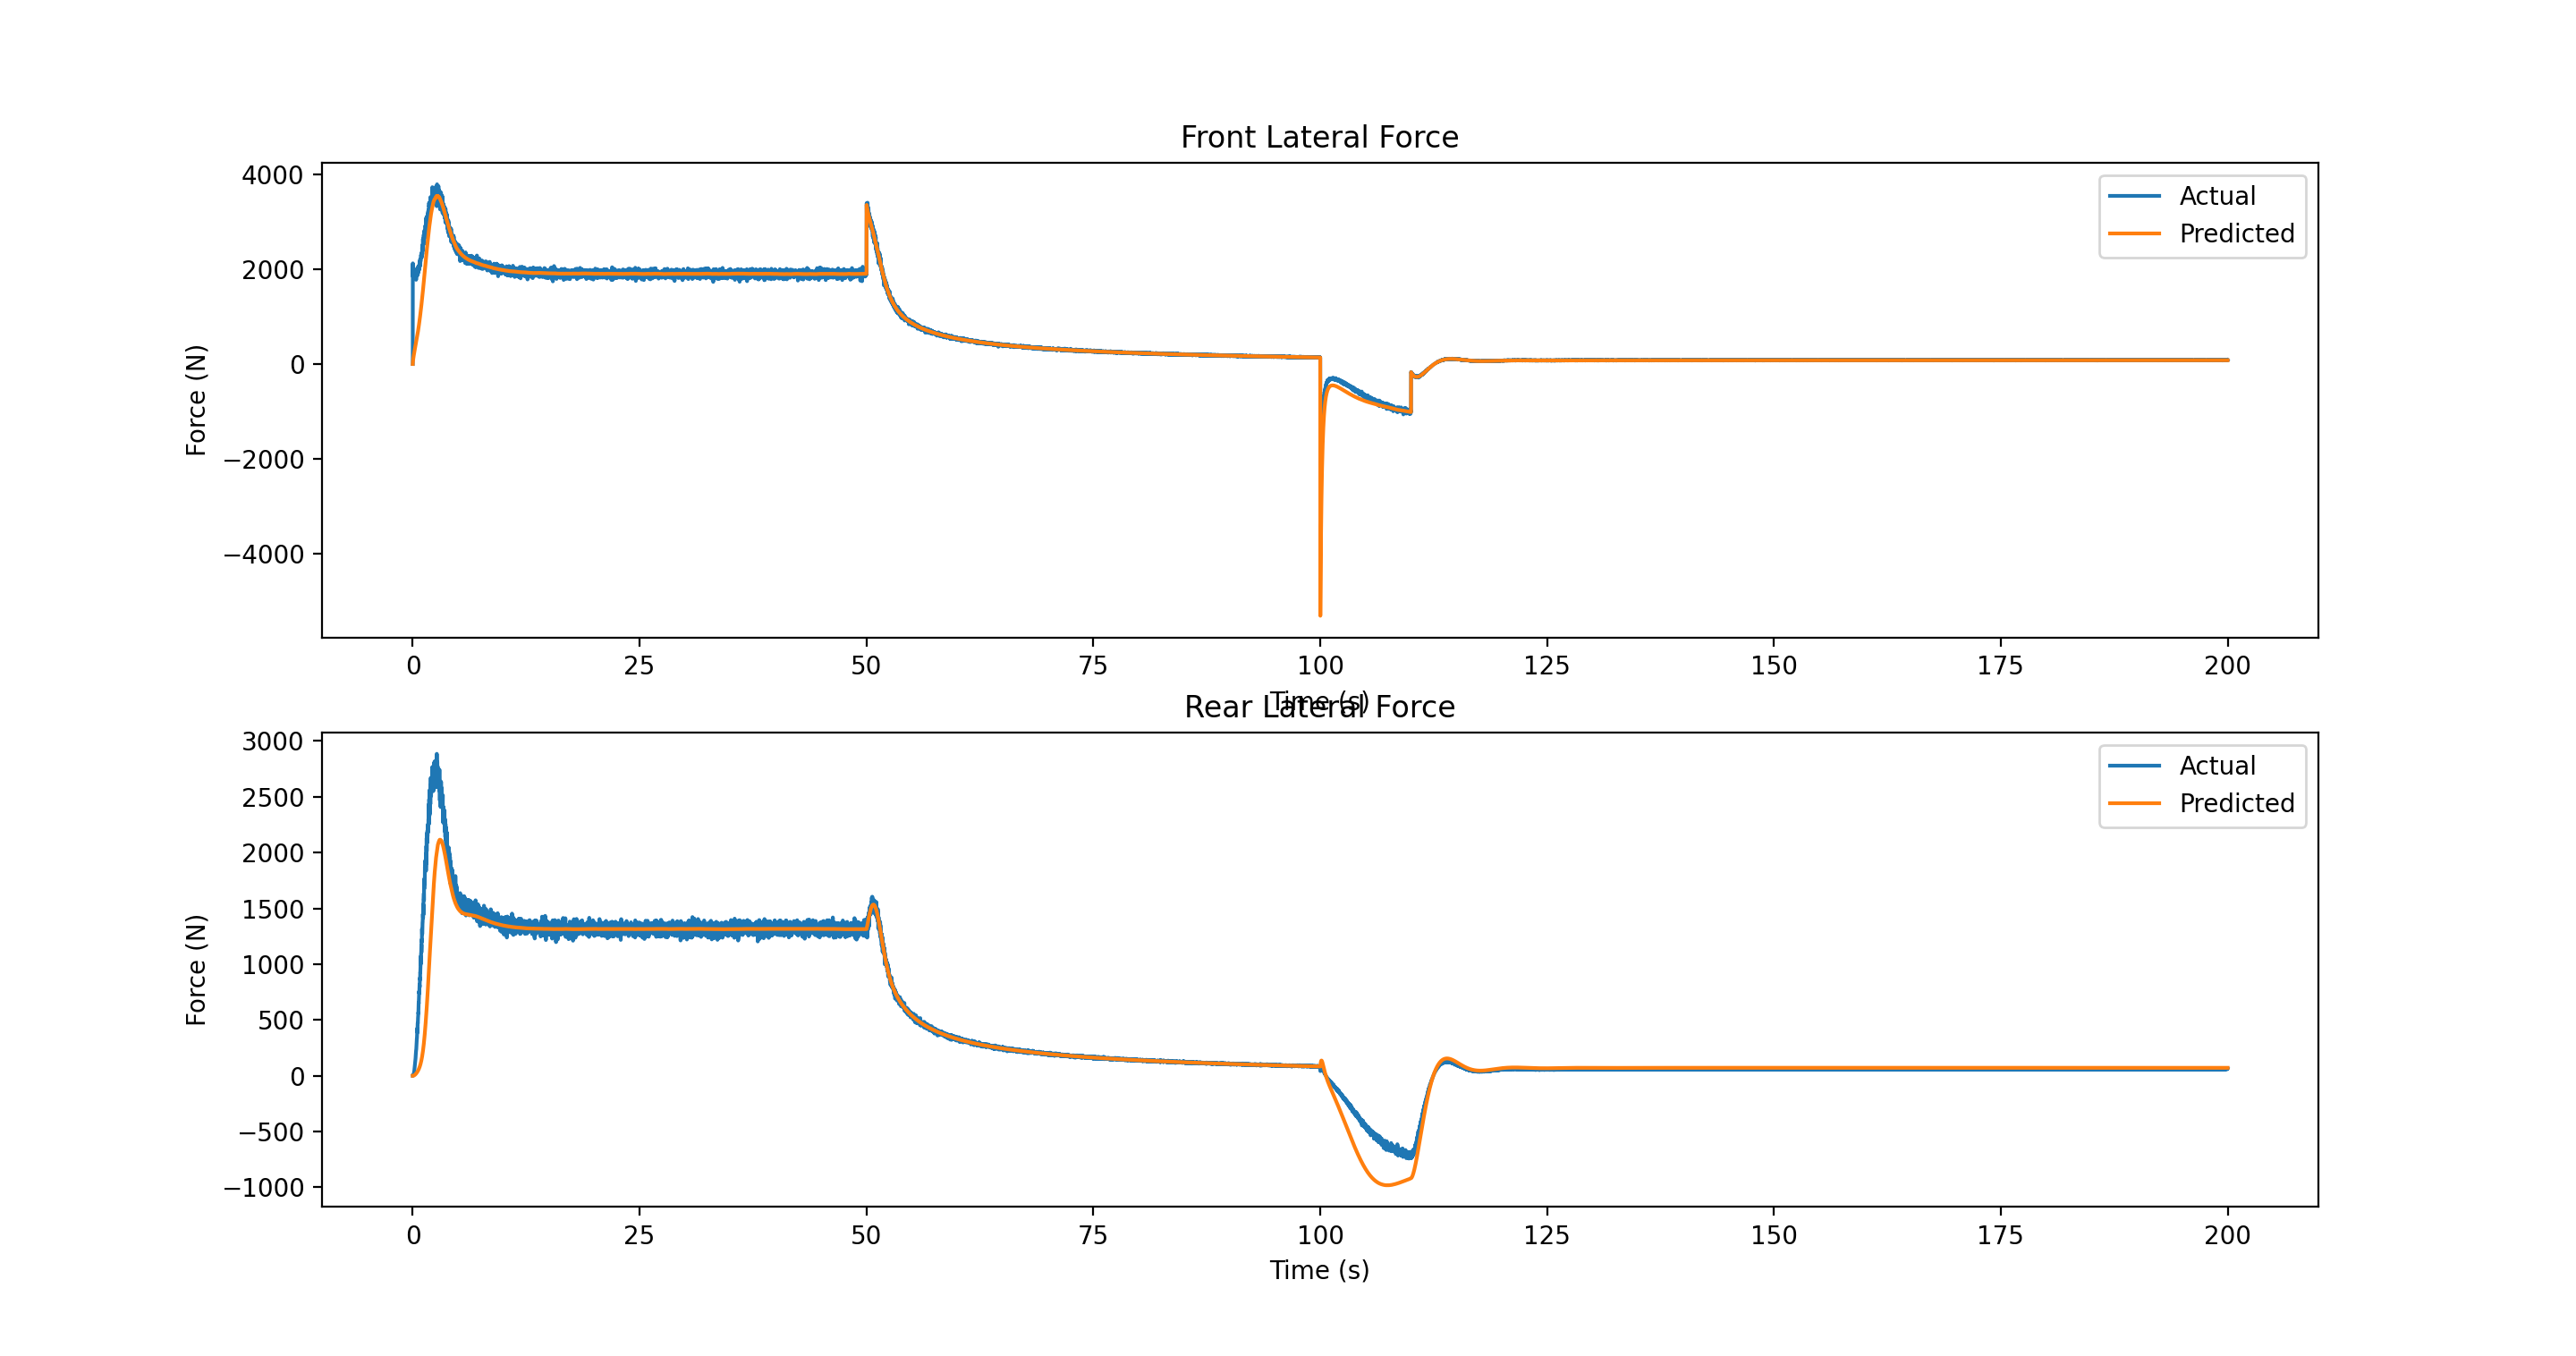 Front Lateral Force
4000
2000
0
−2000
−4000
Force (N)
Actual
Predicted
0 25 50 75 100 125 150 175 200
Time (s)
Rear Lateral Force
3000
2500
2000
1500
1000
500
0
−500
−1000
Force (N)
Actual
Predicted
0 25 50 75 100 125 150 175 200
Time (s)